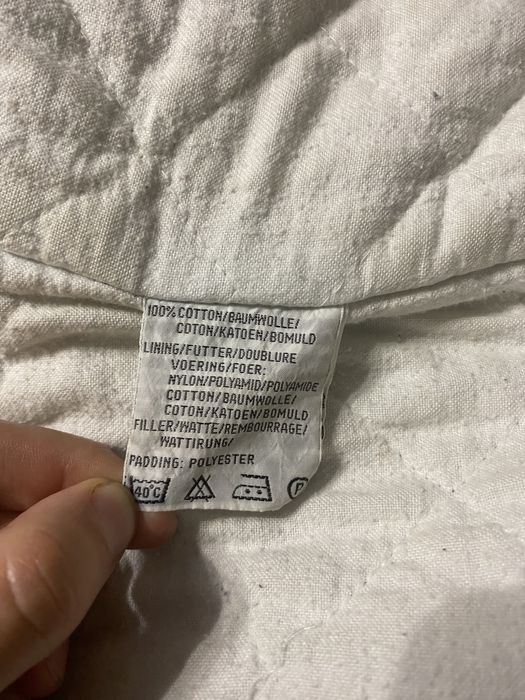 100% COTTON/BAUMWOLLE/
COTON/KATOEN/BOMULD
LINING/FUTTER/DOUBLURE
VOERING/FOER:
NYLON/POLYAMID/POLYAMIDE
COTTON/BAUMWOLLE/
COTON/KATOEN/BOMULD
FILLER/WATTE/REMBOURRAGE/
WATTIRUNG/
PADDING: POLYESTER
40°C P